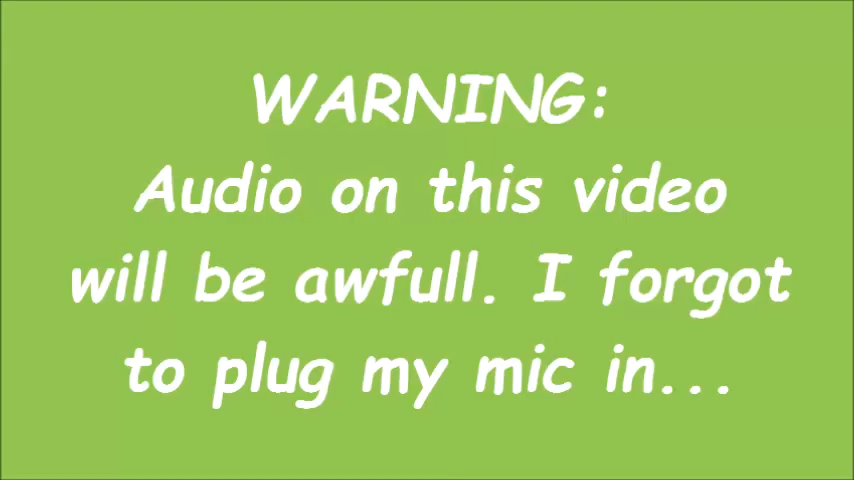 WARNING:
Audio on this video
will be awfull. I forgot
to plug my mic in...